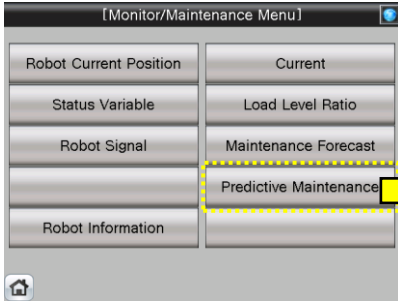 [Monitor/Maintenance Menu]
Robot Current Position
Current
Status Variable
Load Level Ratio
Robot Signal
Maintenance Forecast
Predictive Maintenance
Robot Information